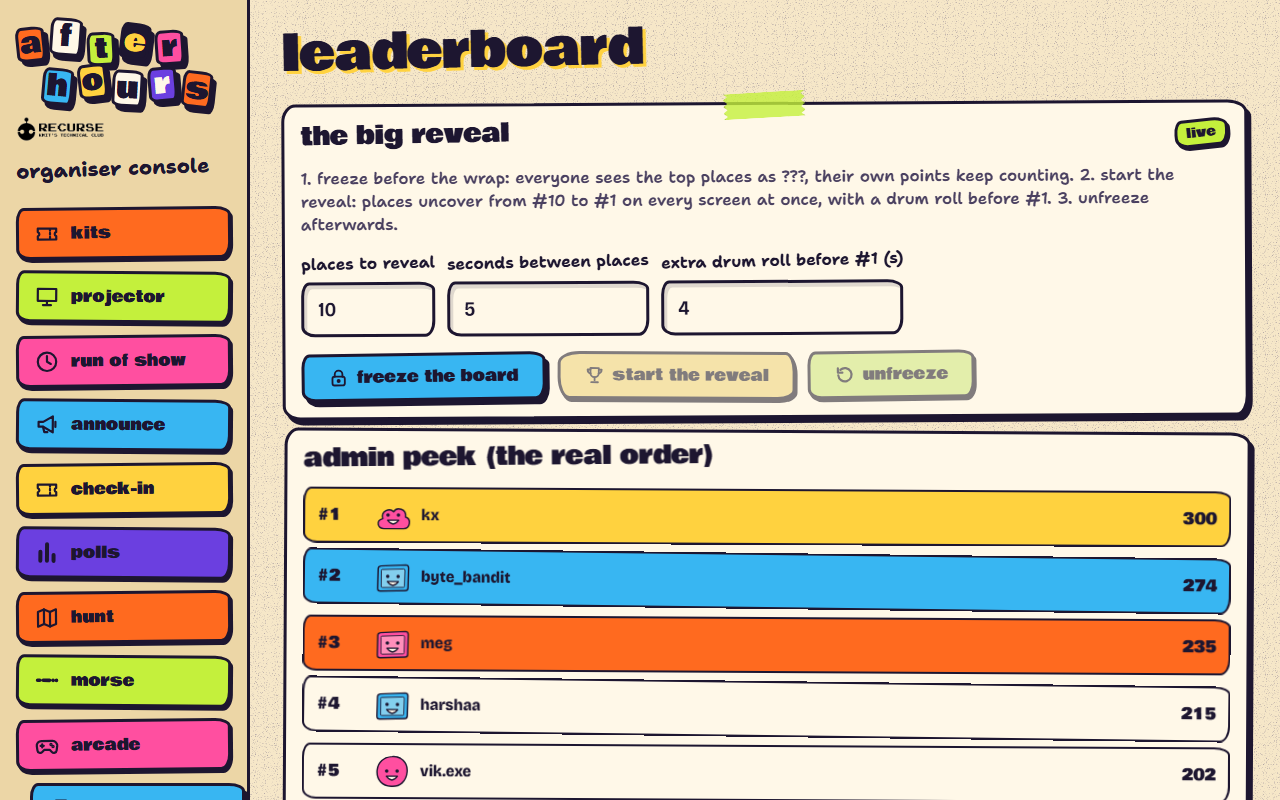 after
hours
RECURSE
KMIT'S TECHNICAL CLUB
organiser console
kits
projector
run of show
announce
check-in
polls
hunt
morse
arcade
leaderboard
the big reveal
live
1. freeze before the wrap: everyone sees the top places as ???, their own points keep counting. 2. start the
reveal: places uncover from #10 to #1 on every screen at once, with a drum roll before #1. 3. unfreeze
afterwards.
places to reveal seconds between places extra drum roll before #1 (s)
10 5 4
freeze the board start the reveal unfreeze
admin peek (the real order)
#1 kx 300
#2 byte_bandit 274
#3 meg 235
#4 harshaa 215
#5 vik.exe 202